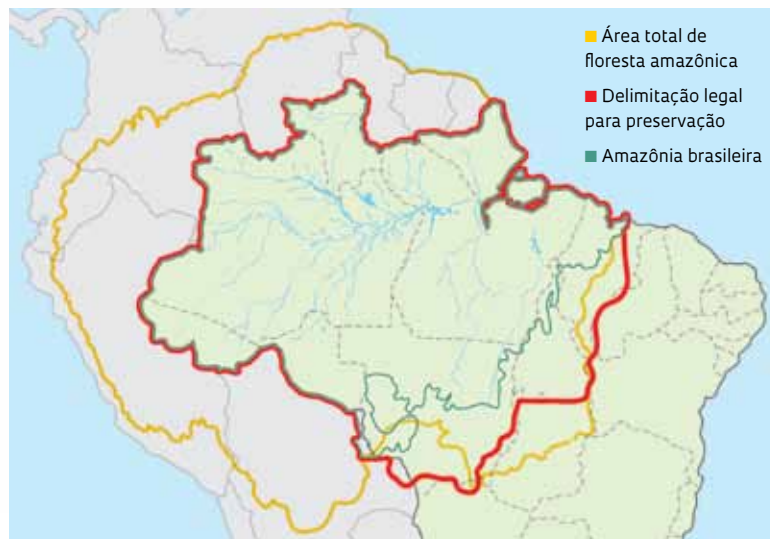 Área total de
floresta amazônica
Delimitação legal
para preservação
Amazônia brasileira